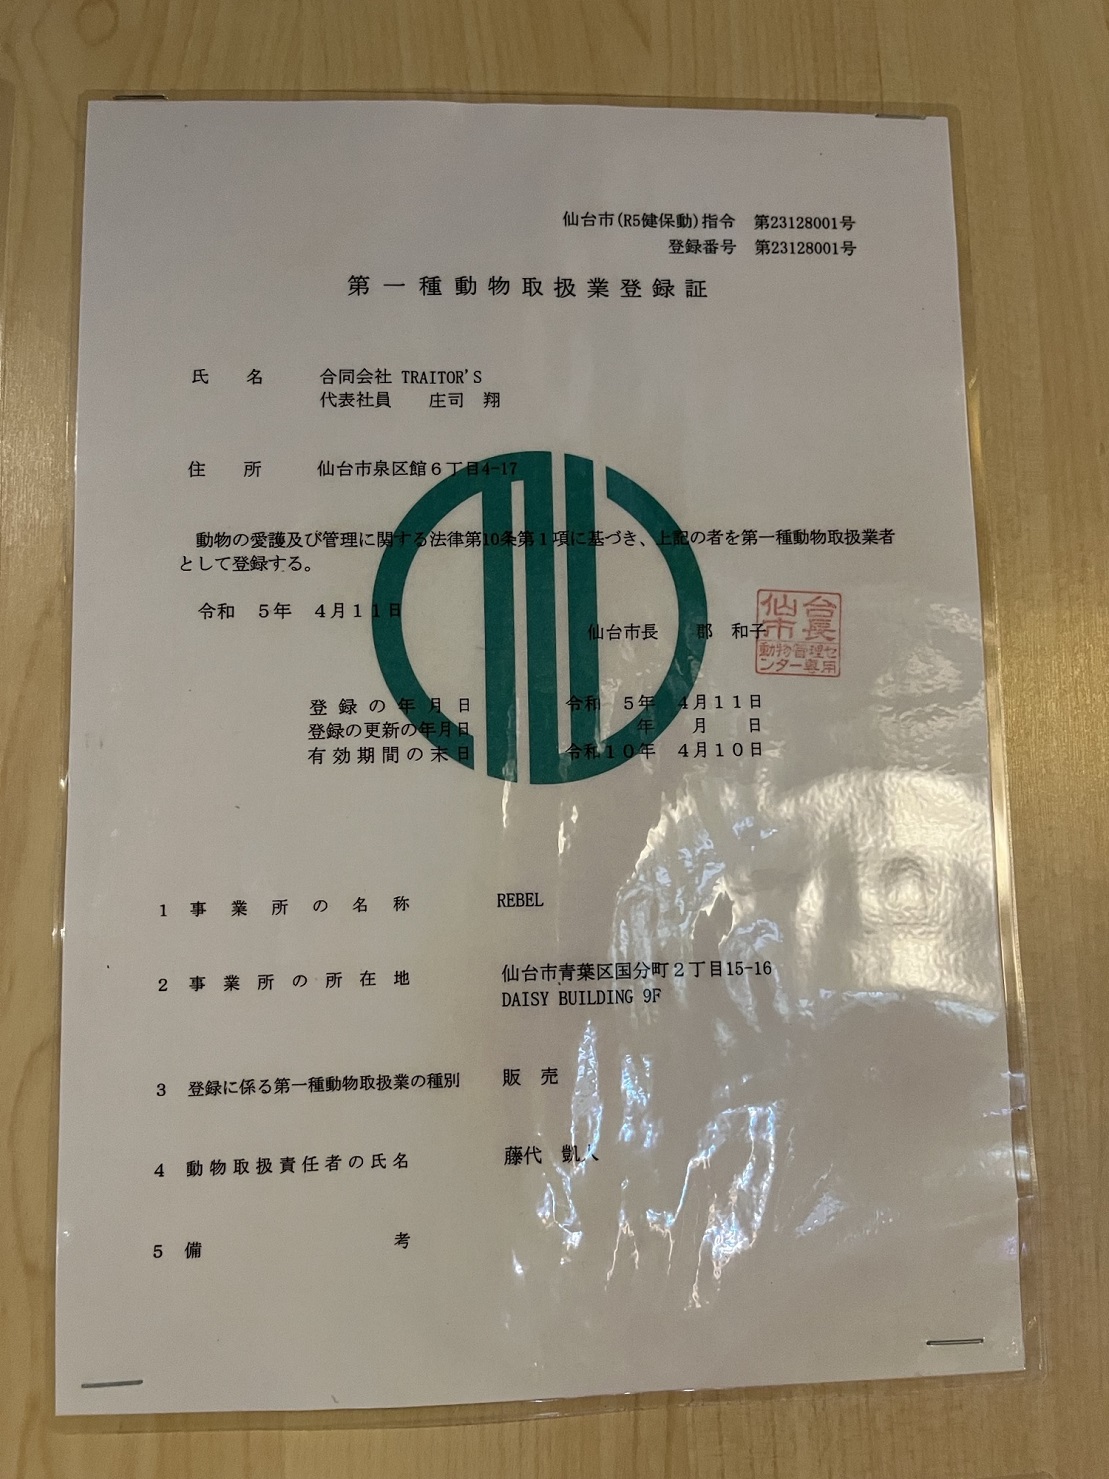 仙台市(R5健保動)指令　第23128001号
登録番号　第23128001号
第一種動物取扱業登録証
氏　名　合同会社 TRAITOR'S
代表社員　庄司　翔
住　所　仙台市泉区館６丁目4-17
動物の愛護及び管理に関する法律第10条第１項に基づき、上記の者を第一種動物取扱業者
として登録する。
令和　５年　４月１１日
仙台市長　郡　和子
仙台
市長
動物管理セ
ンター専用
登録の年月日　令和　５年　４月１１日
登録の更新の年月日　年　月　日
有効期間の末日　令和１０年　４月１０日
1　事業所の名称　REBEL
2　事業所の所在地　仙台市青葉区国分町２丁目15-16
DAISY BUILDING 9F
3　登録に係る第一種動物取扱業の種別　販　売
4　動物取扱責任者の氏名　藤代　凱人
5　備　考